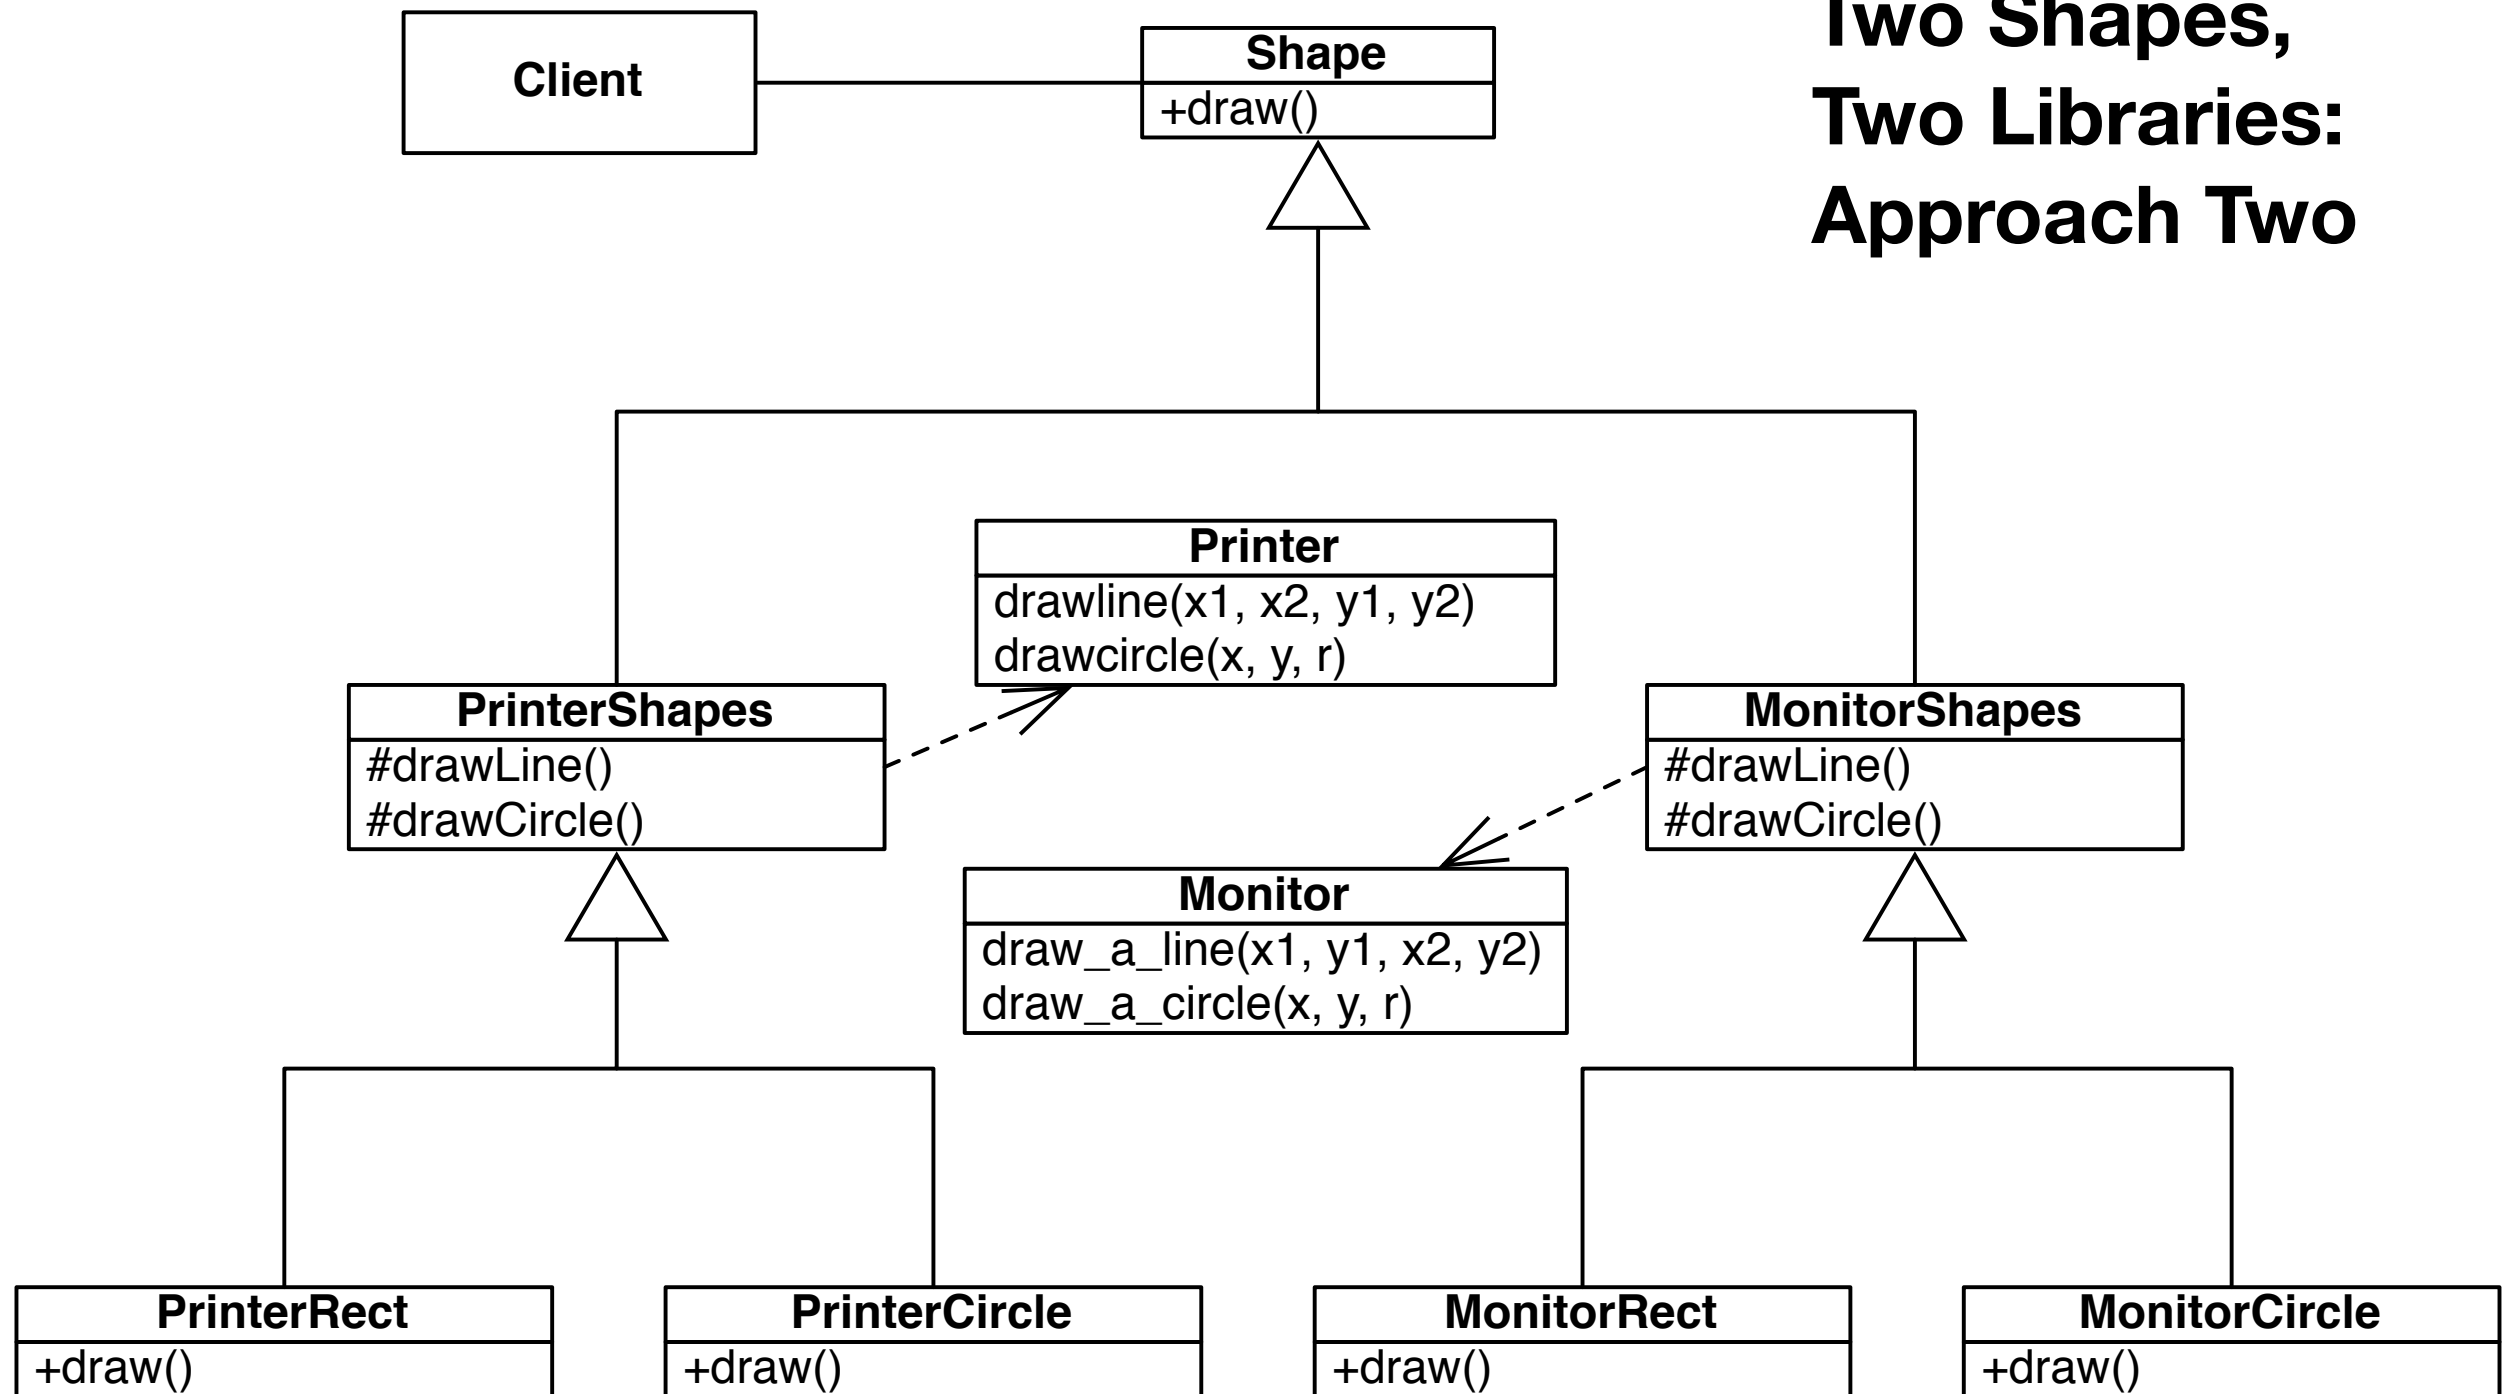 Two Shapes,
Two Libraries:
Approach Two
Client
Shape
+draw()
Printer
drawline(x1, x2, y1, y2)
drawcircle(x, y, r)
PrinterShapes
#drawLine()
#drawCircle()
MonitorShapes
#drawLine()
#drawCircle()
Monitor
draw_a_line(x1, y1, x2, y2)
draw_a_circle(x, y, r)
PrinterRect
+draw()
PrinterCircle
+draw()
MonitorRect
+draw()
MonitorCircle
+draw()